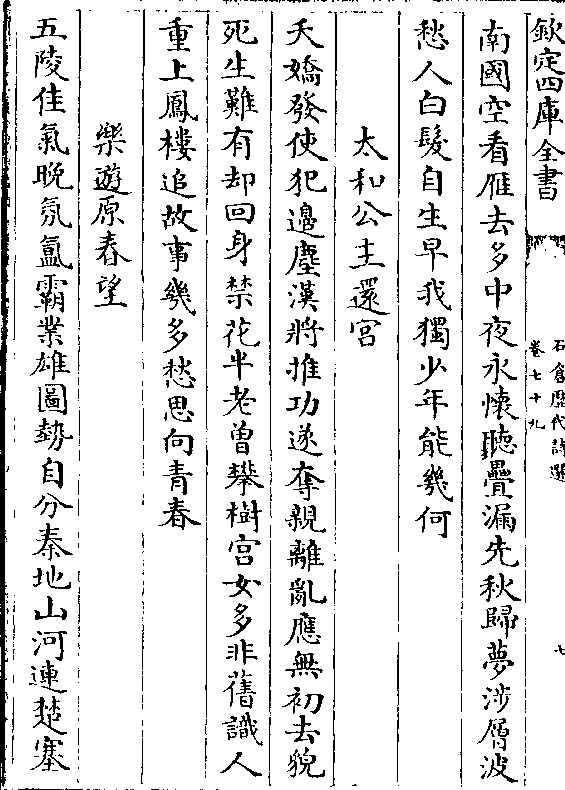 欽定四庫全書
石倉歴代詩選
卷七十九
七
南國空看雁去多中夜永懷聽疊漏先秋歸夢涉層波
愁人白髮自生早我獨少年能幾何
太和公主還宮
天嬌發使犯邊塵漢將推功遂奪親離亂應無初去貌
死生難有却回身禁花半老曾攀樹宮女多非舊識人
重上鳳樓追故事幾多愁思向青春
樂遊原春望
五陵佳氣晚氛氲霸業雄圖勢自分秦地山河連楚塞